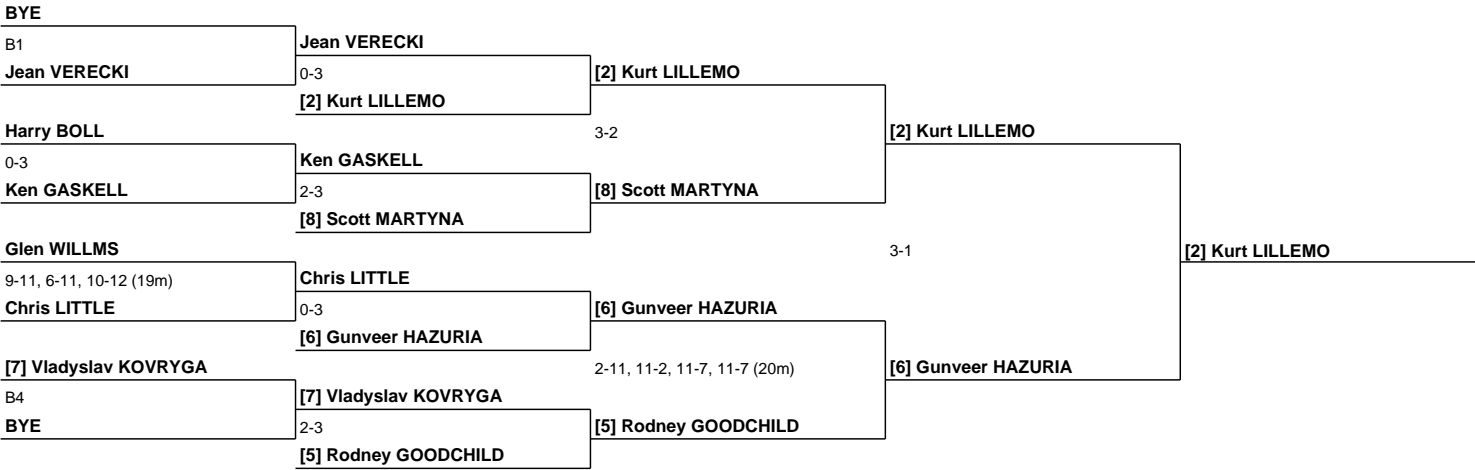 BYE
B1
Jean VERECKI
Jean VERECKI
0-3
[2] Kurt LILLEMO
[2] Kurt LILLEMO
Harry BOLL
3-2
[2] Kurt LILLEMO
0-3
Ken GASKELL
Ken GASKELL
2-3
[8] Scott MARTYNA
[8] Scott MARTYNA
Glen WILLMS
3-1
[2] Kurt LILLEMO
9-11, 6-11, 10-12 (19m)
Chris LITTLE
Chris LITTLE
0-3
[6] Gunveer HAZURIA
[6] Gunveer HAZURIA
[7] Vladyslav KOVRYGA
2-11, 11-2, 11-7, 11-7 (20m)
[6] Gunveer HAZURIA
B4
[7] Vladyslav KOVRYGA
BYE
2-3
[5] Rodney GOODCHILD
[5] Rodney GOODCHILD